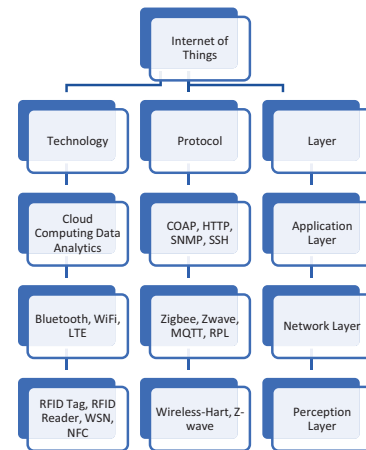 Internet of
Things
Technology
Protocol
Layer
Cloud
Computing Data
Analytics
COAP, HTTP,
SNMP, SSH
Application
Layer
Bluetooth, WiFi,
LTE
Zigbee, Zwave,
MQTT, RPL
Network Layer
RFID Tag, RFID
Reader, WSN,
NFC
Wireless-Hart, Z-
wave
Perception
Layer